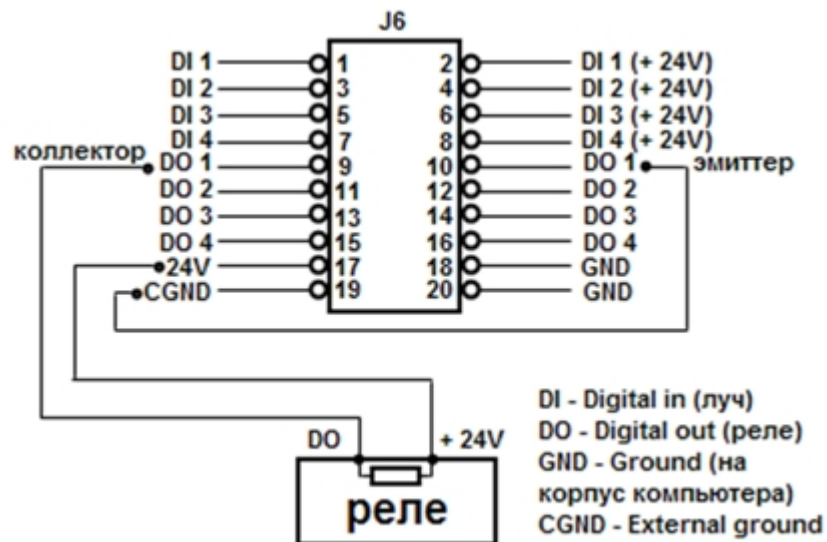 J6
DI 1 1 2 DI 1 (+ 24V)
DI 2 3 4 DI 2 (+ 24V)
DI 3 5 6 DI 3 (+ 24V)
DI 4 7 8 DI 4 (+ 24V)
коллектор DO 1 9 10 DO 1 эмиттер
DO 2 11 12 DO 2
DO 3 13 14 DO 3
DO 4 15 16 DO 4
24V 17 18 GND
CGND 19 20 GND
DO + 24V
реле
DI - Digital in (луч)
DO - Digital out (реле)
GND - Ground (на
корпус компьютера)
CGND - External ground